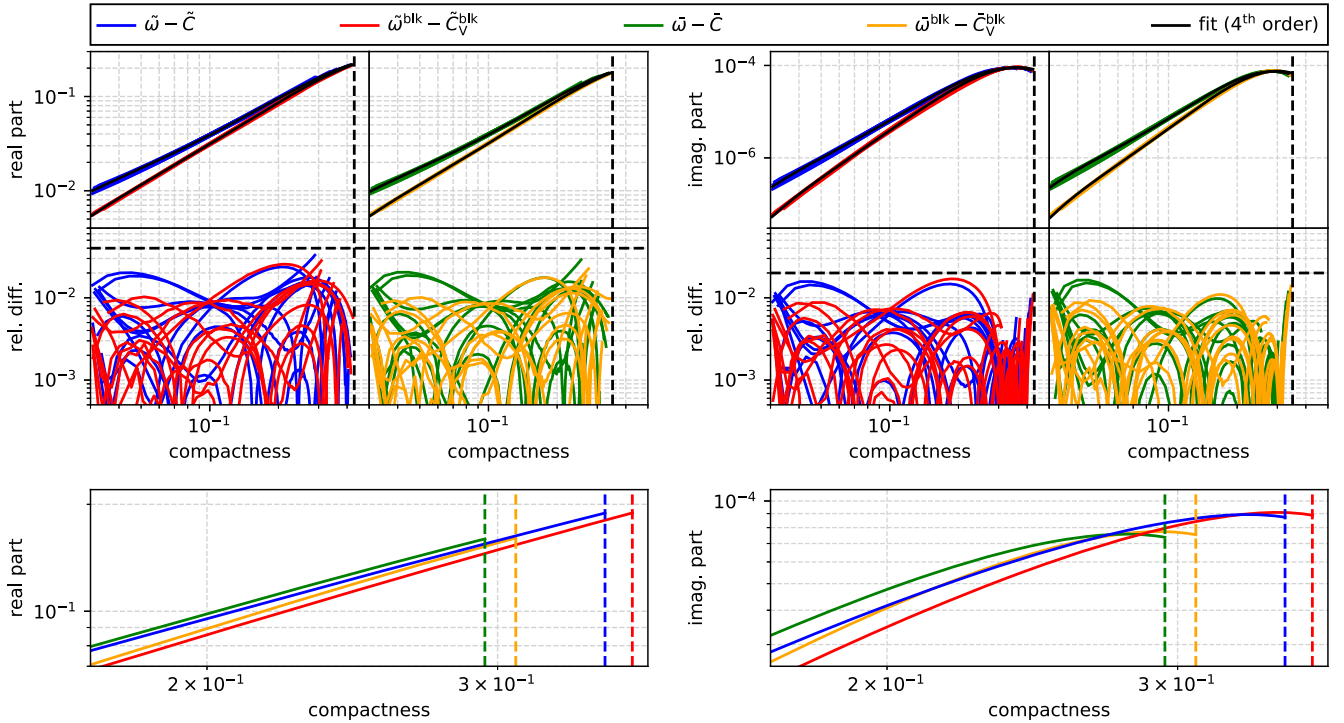 ω̃ − C̃
ω̃^blk − C̃_V^blk
ω̄ − C̄
ω̄^blk − C̄_V^blk
fit (4^th order)
real part
10⁻¹
10⁻²
rel. diff.
10⁻²
10⁻³
10⁻¹
10⁻¹
compactness
compactness
imag. part
10⁻⁴
10⁻⁶
rel. diff.
10⁻²
10⁻³
10⁻¹
10⁻¹
compactness
compactness
real part
10⁻¹
2 × 10⁻¹
3 × 10⁻¹
compactness
imag. part
10⁻⁴
2 × 10⁻¹
3 × 10⁻¹
compactness